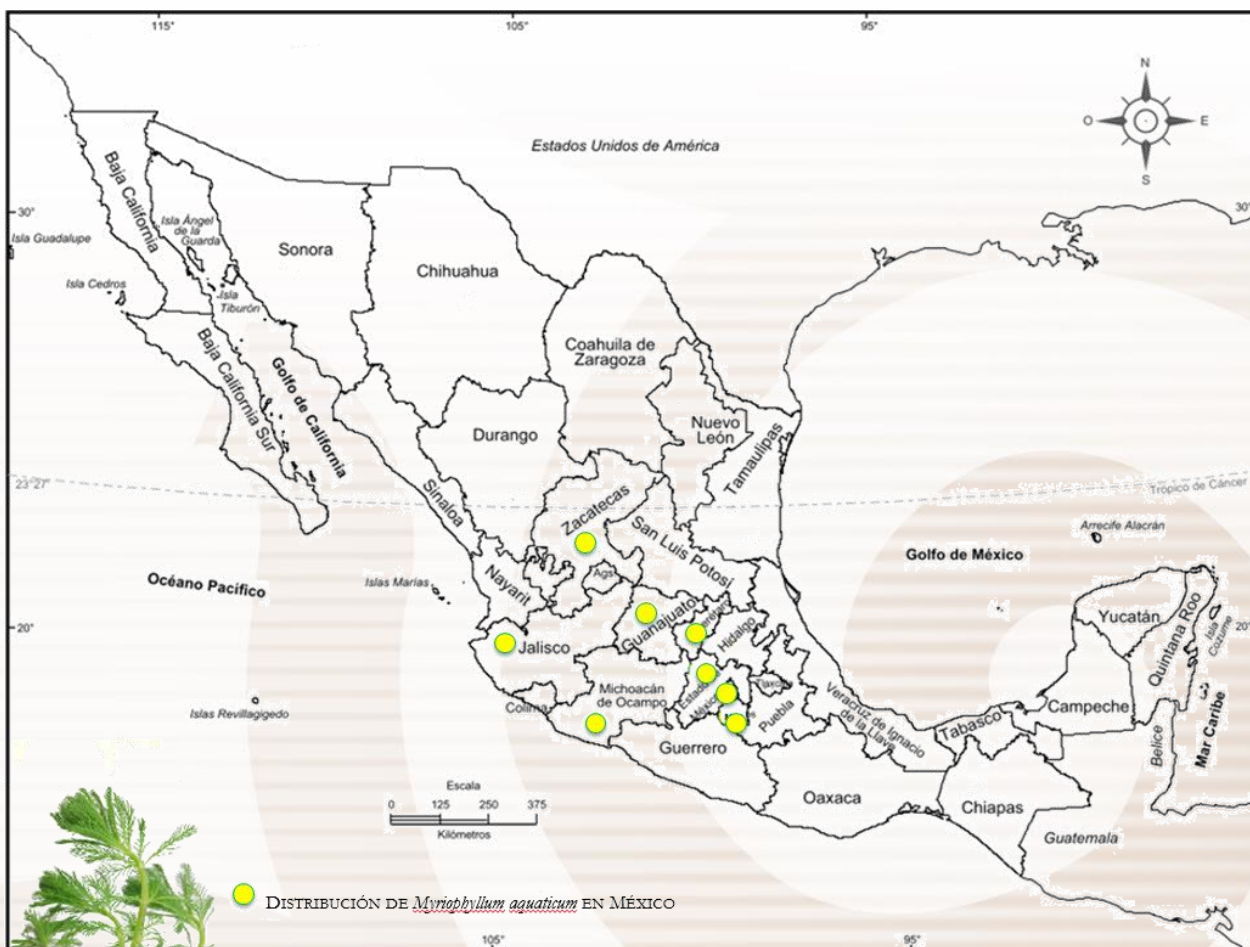 115°
105°
95°
N
O
E
S
Estados Unidos de América
30°
30°
Isla Guadalupe
Baja California
Isla Ángel
de la
Guarda
Sonora
Chihuahua
Isla Cedros
Isla
Tiburón
Baja California Sur
Golfo de California
Coahuila de
Zaragoza
Nuevo
León
Tamaulipas
Durango
Sinaloa
23°27'
Trópico de Cáncer
Zacatecas
San Luis Potosí
Arrecife Alacrán
Golfo de México
Océano Pacífico
Islas Marías
Nayarit
Ags
Yucatán
Quintana Roo
Isla
Guanajuato
Hidalgo
20°
20°
Jalisco
Michoacán
de Ocampo
Colima
Estado
México
Puebla
Veracruz de Ignacio
de la Llave
Tabasco
Campeche
Belice
Mar Caribe
Islas Revillagigedo
Guerrero
Oaxaca
Chiapas
Guatemala
Escala
0 125 250 375
Kilómetros
DISTRIBUCIÓN DE Myriophyllum aquaticum EN MÉXICO
105°
95°